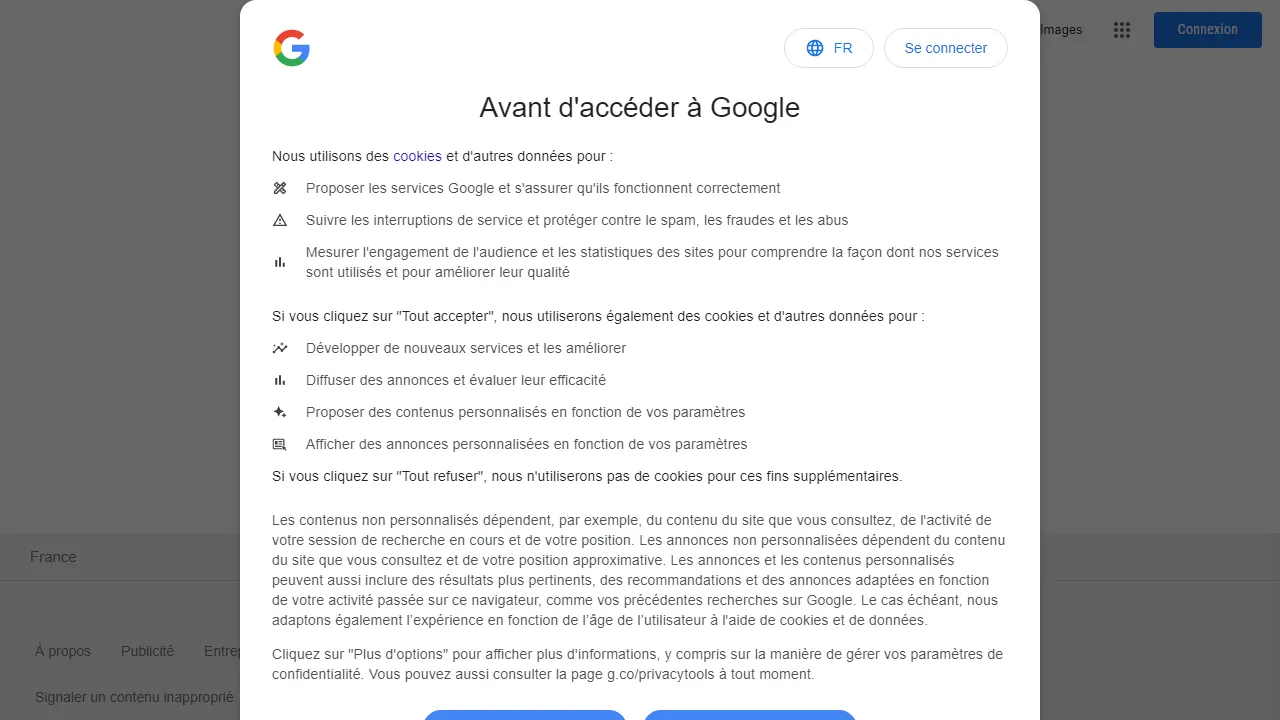 Images
Connexion
FR
Se connecter
Avant d'accéder à Google
Nous utilisons des cookies et d'autres données pour :
Proposer les services Google et s'assurer qu'ils fonctionnent correctement
Suivre les interruptions de service et protéger contre le spam, les fraudes et les abus
Mesurer l'engagement de l'audience et les statistiques des sites pour comprendre la façon dont nos services
sont utilisés et pour améliorer leur qualité
Si vous cliquez sur "Tout accepter", nous utiliserons également des cookies et d'autres données pour :
Développer de nouveaux services et les améliorer
Diffuser des annonces et évaluer leur efficacité
Proposer des contenus personnalisés en fonction de vos paramètres
Afficher des annonces personnalisées en fonction de vos paramètres
Si vous cliquez sur "Tout refuser", nous n'utiliserons pas de cookies pour ces fins supplémentaires.
Les contenus non personnalisés dépendent, par exemple, du contenu du site que vous consultez, de l'activité de
votre session de recherche en cours et de votre position. Les annonces non personnalisées dépendent du contenu
du site que vous consultez et de votre position approximative. Les annonces et les contenus personnalisés
peuvent aussi inclure des résultats plus pertinents, des recommandations et des annonces adaptées en fonction
de votre activité passée sur ce navigateur, comme vos précédentes recherches sur Google. Le cas échéant, nous
adaptons également l’expérience en fonction de l’âge de l’utilisateur à l'aide de cookies et de données.
Cliquez sur "Plus d'options" pour afficher plus d'informations, y compris sur la manière de gérer vos paramètres de
confidentialité. Vous pouvez aussi consulter la page g.co/privacytools à tout moment.
France
À propos
Publicité
Entrep
Signaler un contenu inapproprié